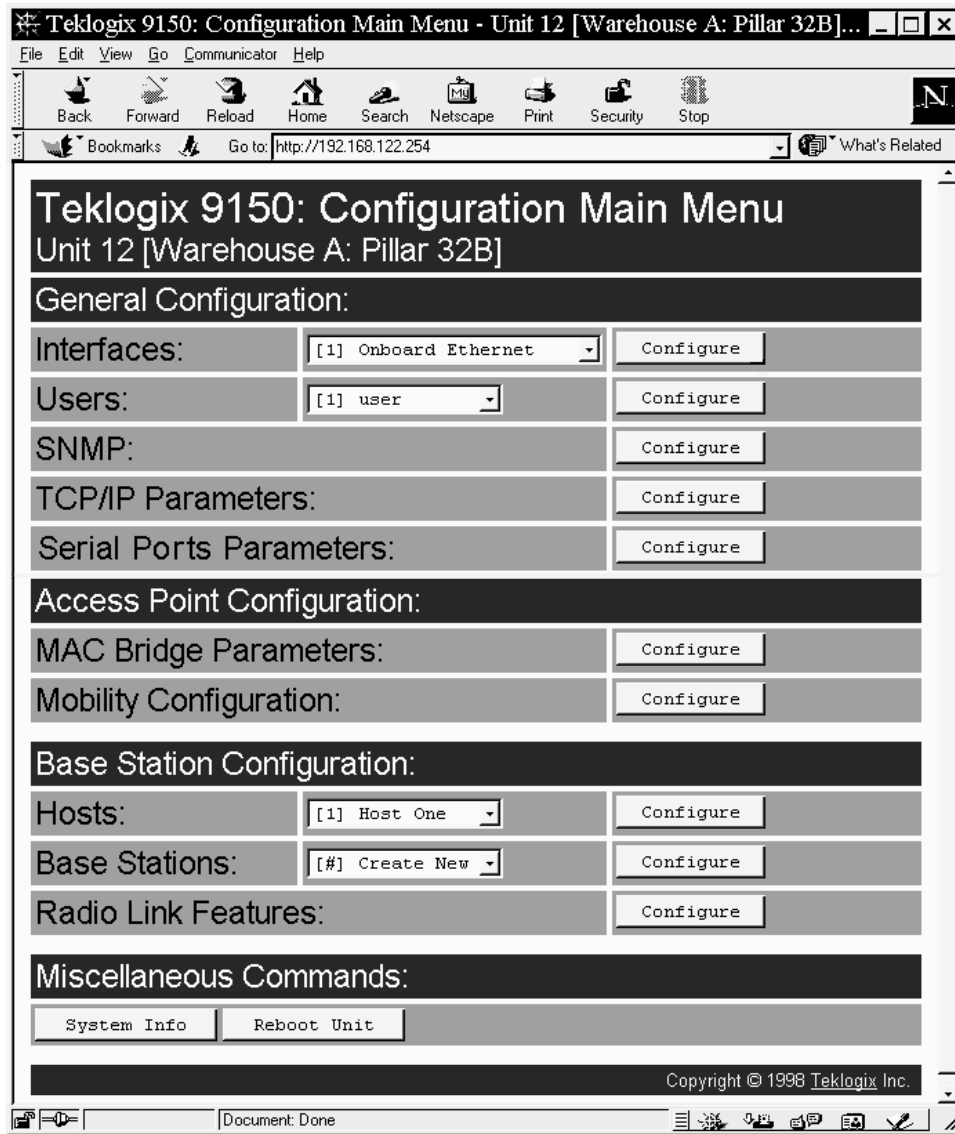 Teklogix 9150: Configuration Main Menu - Unit 12 [Warehouse A: Pillar 32B]...
File Edit View Go Communicator Help
Back Forward Reload Home Search Netscape Print Security Stop
My
N
Bookmarks Go to: http://192.168.122.254 What's Related
Teklogix 9150: Configuration Main Menu
Unit 12 [Warehouse A: Pillar 32B]
General Configuration:
Interfaces: [1] Onboard Ethernet Configure
Users: [1] user Configure
SNMP: Configure
TCP/IP Parameters: Configure
Serial Ports Parameters: Configure
Access Point Configuration:
MAC Bridge Parameters: Configure
Mobility Configuration: Configure
Base Station Configuration:
Hosts: [1] Host One Configure
Base Stations: [#] Create New Configure
Radio Link Features: Configure
Miscellaneous Commands:
System Info Reboot Unit
Copyright © 1998 Teklogix Inc.
Document: Done